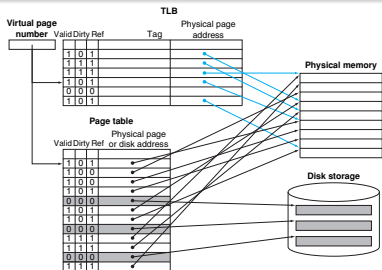 TLB
Virtual page
number
Valid Dirty Ref
Tag
Physical page
address
1 0 1
1 1 1
1 1 1
1 0 1
0 0 0
1 0 1
Physical memory
Page table
Physical page
or disk address
Valid Dirty Ref
1 0 1
1 0 0
1 0 0
1 0 1
0 0 0
1 0 1
1 0 1
0 0 0
1 1 1
1 1 1
0 0 0
1 1 1
Disk storage